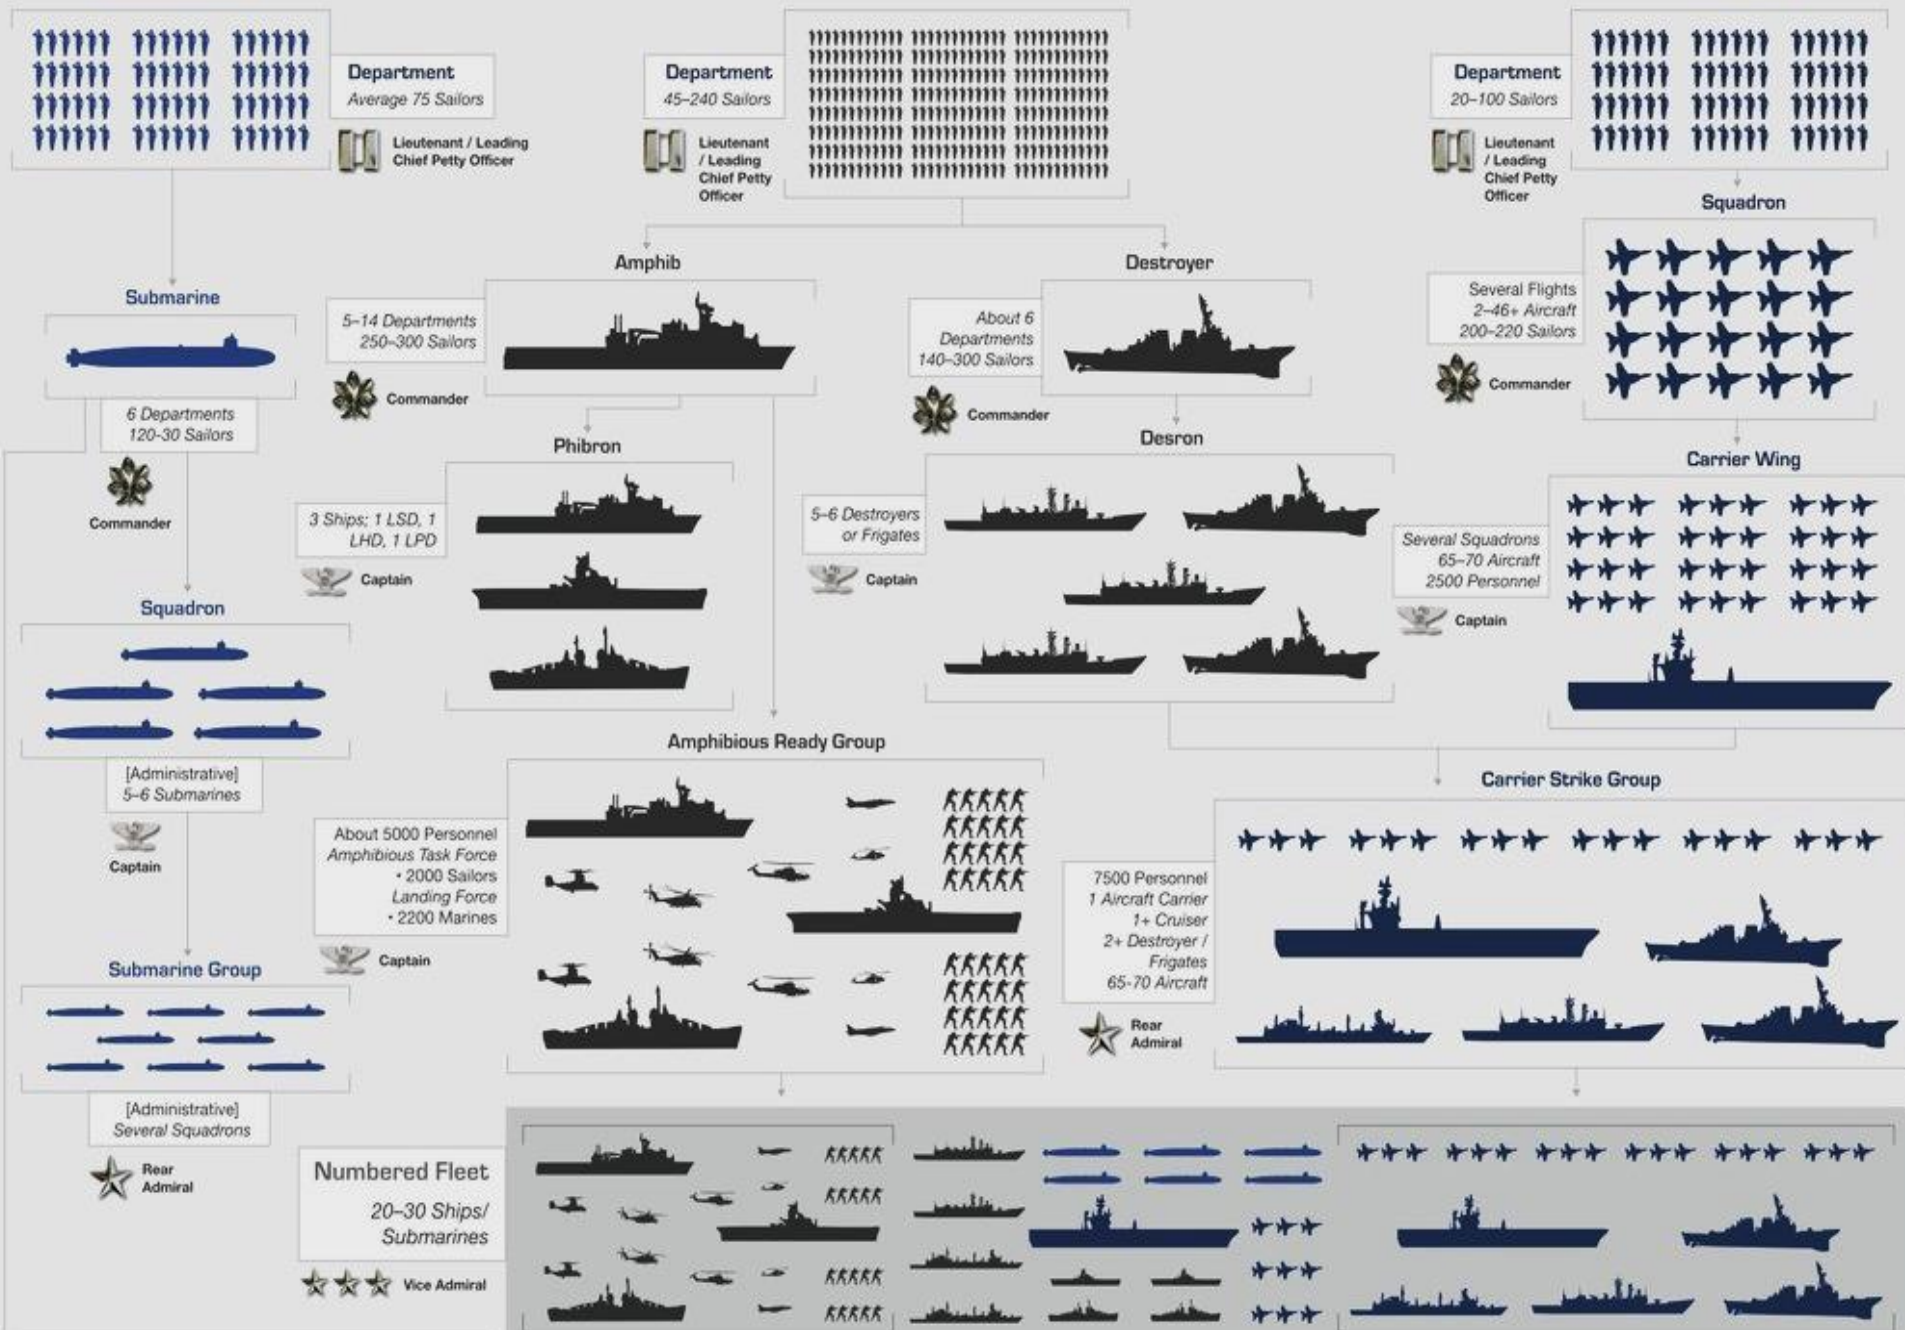 Department
Average 75 Sailors
Lieutenant / Leading
Chief Petty Officer
Department
45–240 Sailors
Lieutenant
/ Leading
Chief Petty
Officer
Department
20–100 Sailors
Lieutenant
/ Leading
Chief Petty
Officer
Squadron
Several Flights
2–46+ Aircraft
200–220 Sailors
Commander
Amphib
5–14 Departments
250–300 Sailors
Commander
Destroyer
About 6
Departments
140–300 Sailors
Commander
Submarine
6 Departments
120-30 Sailors
Commander
Phibron
3 Ships; 1 LSD, 1
LHD, 1 LPD
Captain
Desron
5–6 Destroyers
or Frigates
Captain
Carrier Wing
Several Squadrons
65–70 Aircraft
2500 Personnel
Captain
Squadron
[Administrative]
5–6 Submarines
Captain
Amphibious Ready Group
About 5000 Personnel
Amphibious Task Force
• 2000 Sailors
Landing Force
• 2200 Marines
Captain
Carrier Strike Group
7500 Personnel
1 Aircraft Carrier
1+ Cruiser
2+ Destroyer /
Frigates
65-70 Aircraft
Rear
Admiral
Submarine Group
[Administrative]
Several Squadrons
Rear
Admiral
Numbered Fleet
20–30 Ships/
Submarines
Vice Admiral